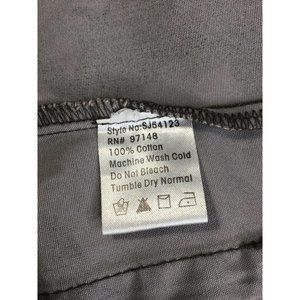 Style No:SJ54123
RN# 97148
100% Cotton
Machine Wash Cold
Do Not Bleach
Tumble Dry Normal